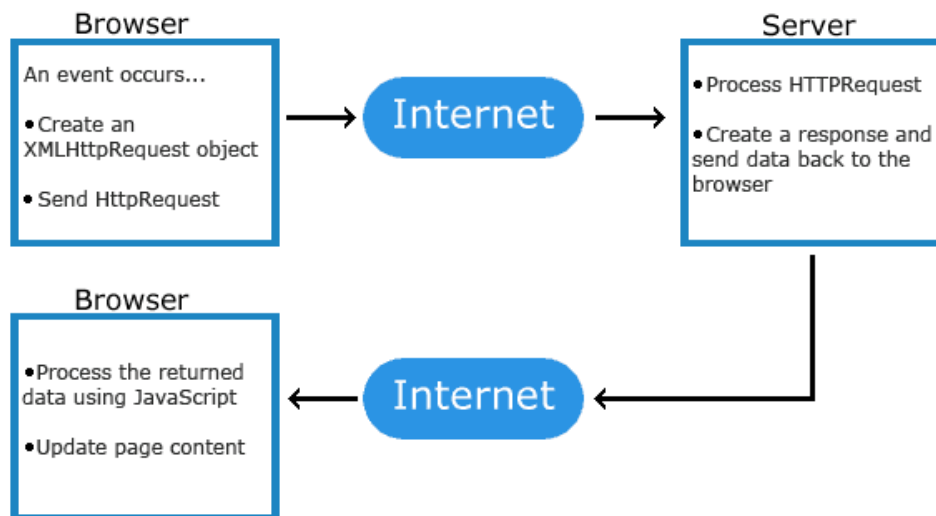 Browser
An event occurs...
•Create an
XMLHttpRequest object
•Send HttpRequest
Internet
Server
•Process HTTPRequest
•Create a response and
send data back to the
browser
Browser
•Process the returned
data using JavaScript
•Update page content
Internet